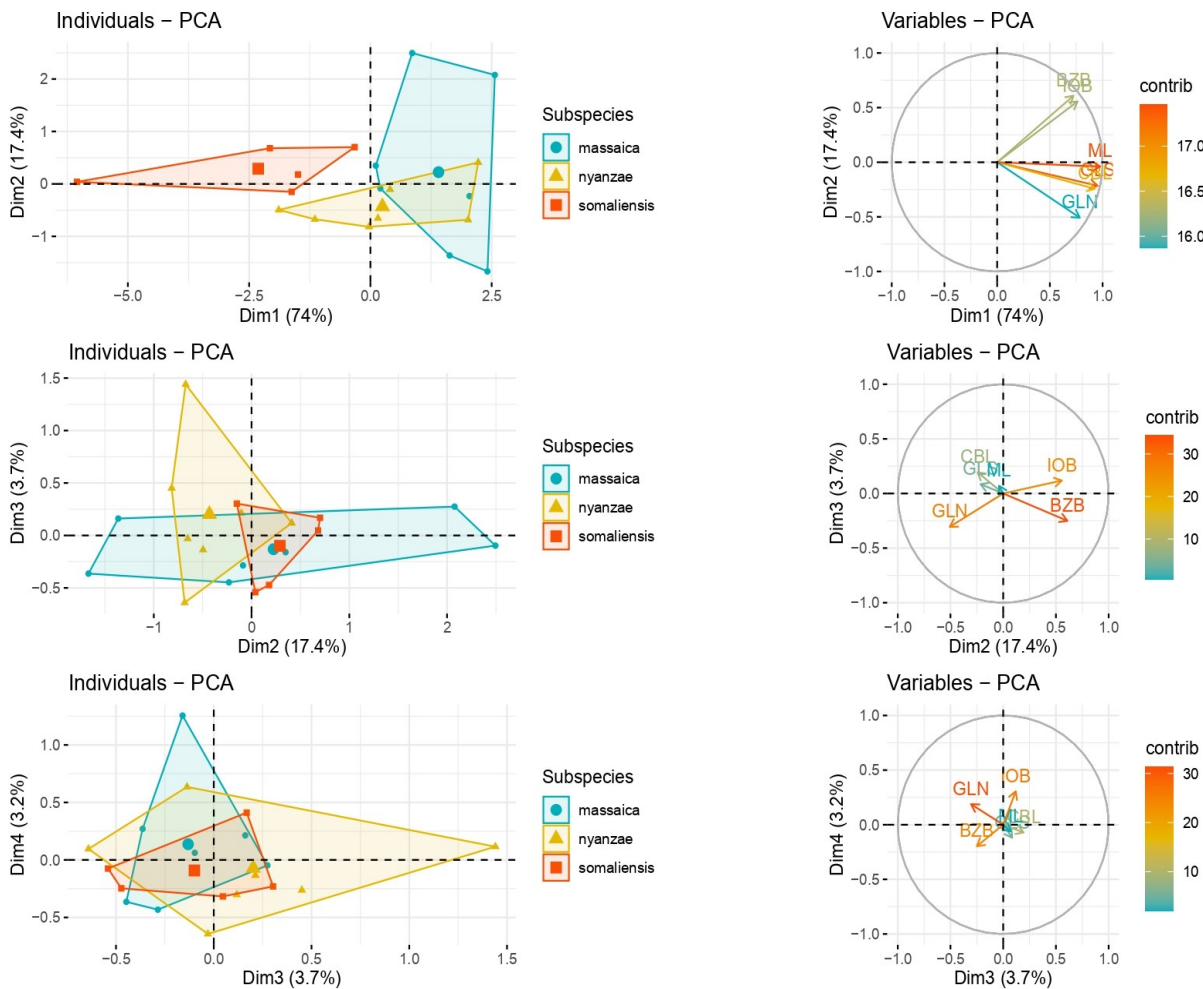 Individuals − PCA
Variables − PCA
2
1
0
−1
Dim2 (17.4%)
−5.0 −2.5 0.0 2.5
Dim1 (74%)
Subspecies
massaica
nyanzae
somaliensis
1.0
0.5
0.0
−0.5
−1.0
Dim2 (17.4%)
BZB
IOB
ML
GLN
−1.0 −0.5 0.0 0.5 1.0
Dim1 (74%)
contrib
17.0
16.5
16.0
Individuals − PCA
Variables − PCA
1.5
1.0
0.5
0.0
−0.5
Dim3 (3.7%)
−1 0 1 2
Dim2 (17.4%)
Subspecies
massaica
nyanzae
somaliensis
1.0
0.5
0.0
−0.5
−1.0
Dim3 (3.7%)
CBL
ML
IOB
GLN
BZB
−1.0 −0.5 0.0 0.5 1.0
Dim2 (17.4%)
contrib
30
20
10
Individuals − PCA
Variables − PCA
1.0
0.5
0.0
−0.5
Dim4 (3.2%)
−0.5 0.0 0.5 1.0 1.5
Dim3 (3.7%)
Subspecies
massaica
nyanzae
somaliensis
1.0
0.5
0.0
−0.5
−1.0
Dim4 (3.2%)
IOB
GLN
BZB
−1.0 −0.5 0.0 0.5 1.0
Dim3 (3.7%)
contrib
30
20
10